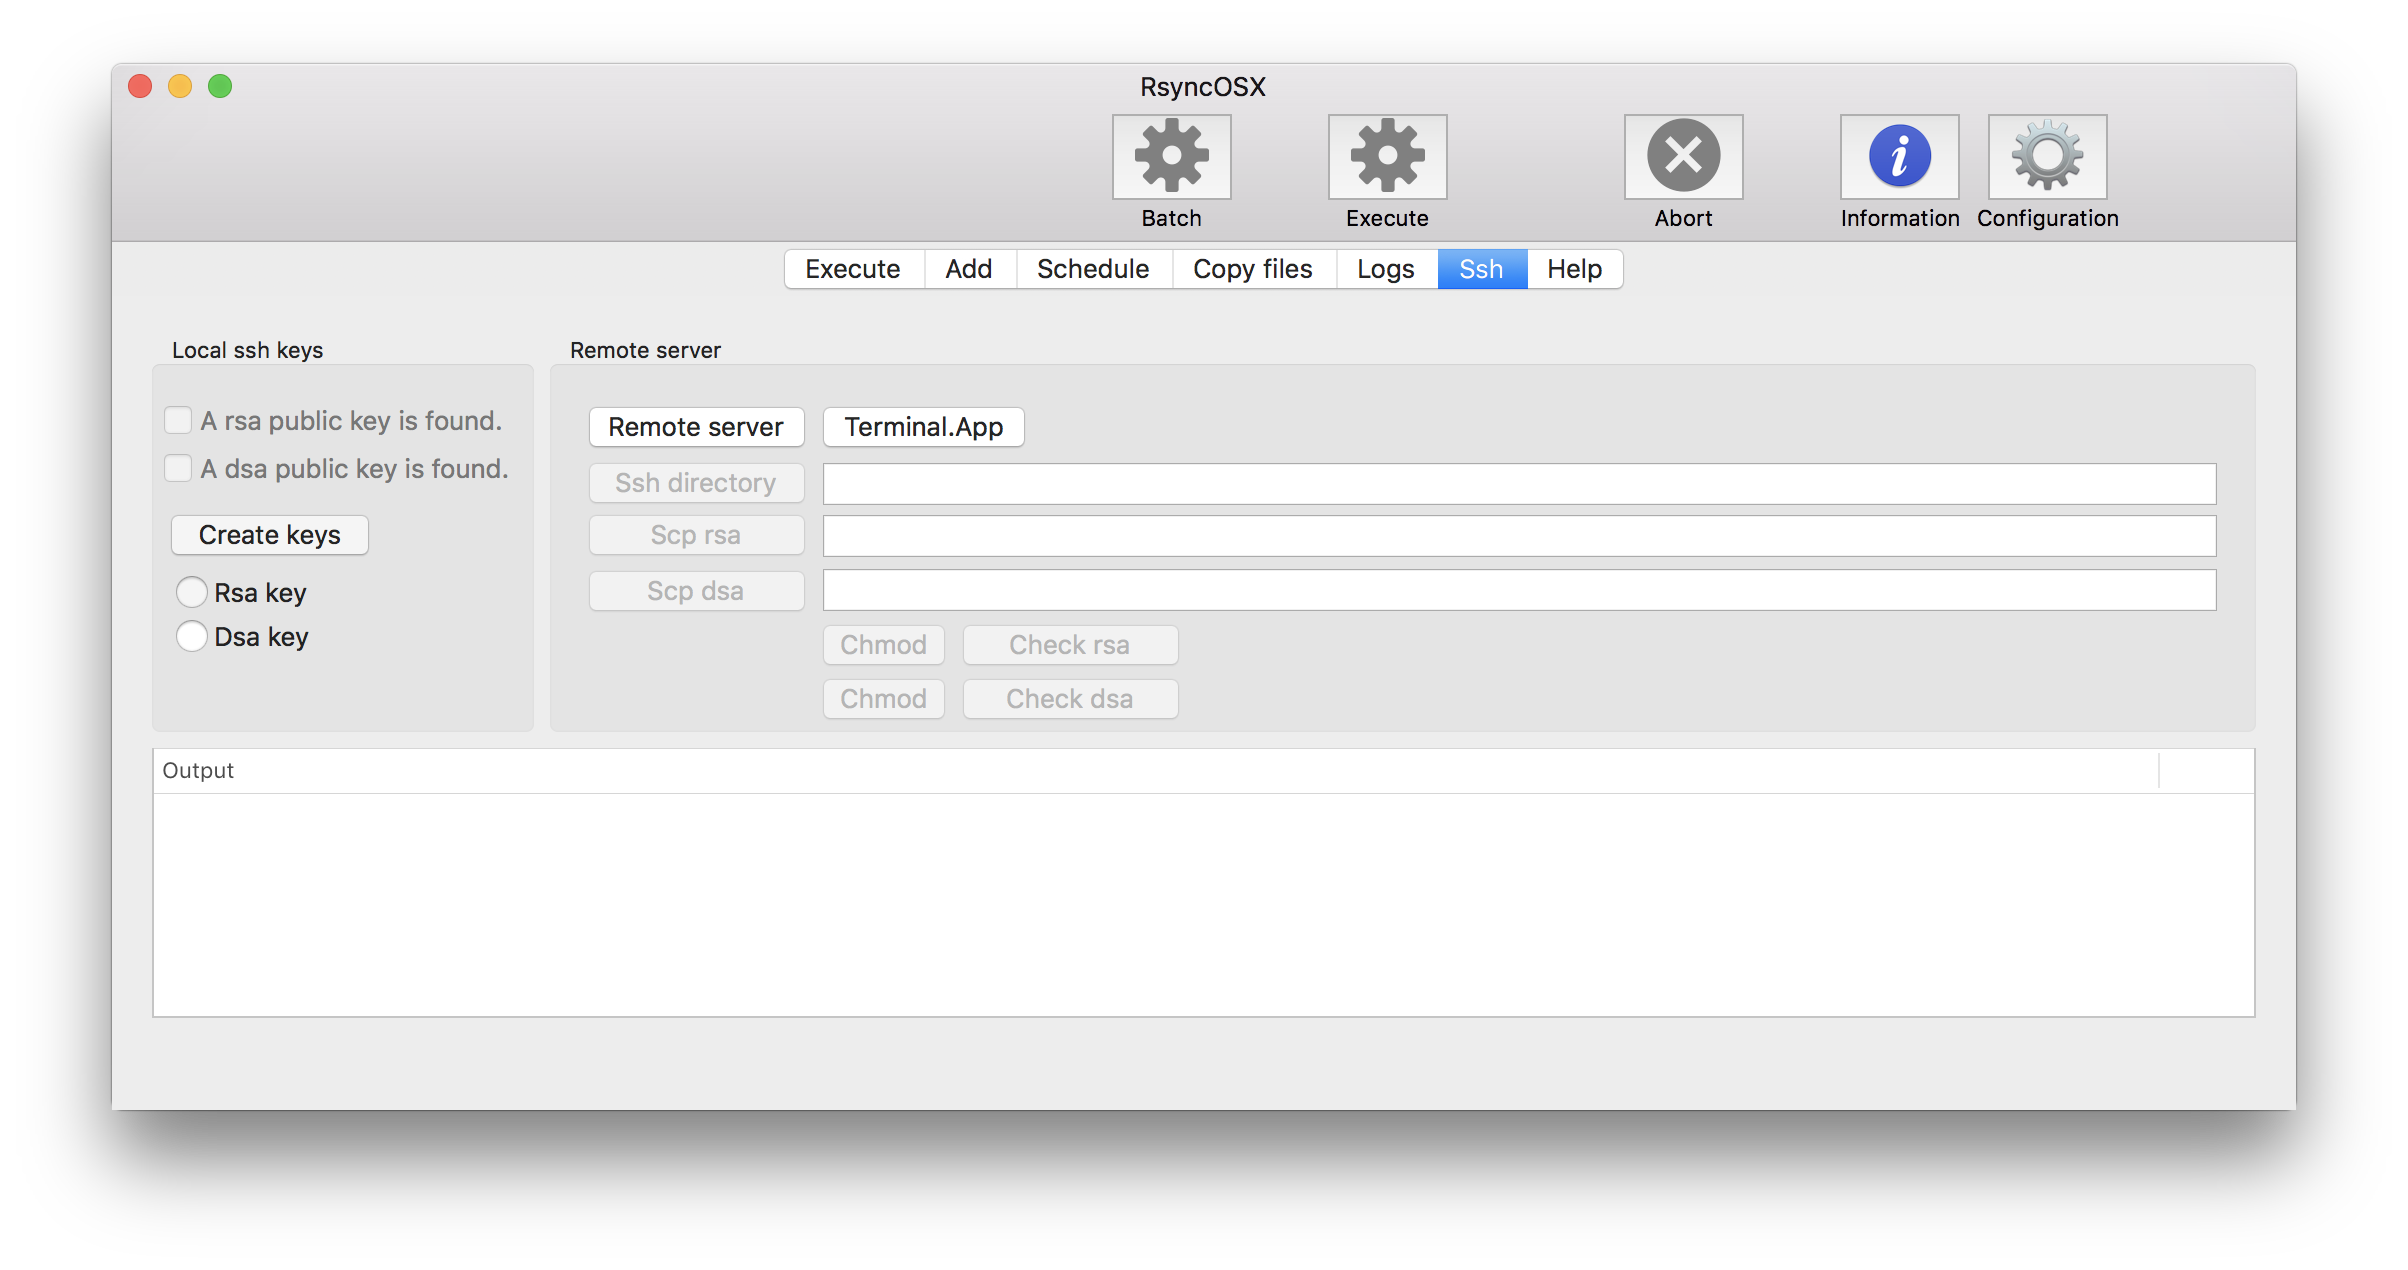 RsyncOSX
Batch
Execute
Abort
Information
Configuration
Execute
Add
Schedule
Copy files
Logs
Ssh
Help
Local ssh keys
A rsa public key is found.
A dsa public key is found.
Create keys
Rsa key
Dsa key
Remote server
Remote server
Terminal.App
Ssh directory
Scp rsa
Scp dsa
Chmod
Check rsa
Chmod
Check dsa
Output